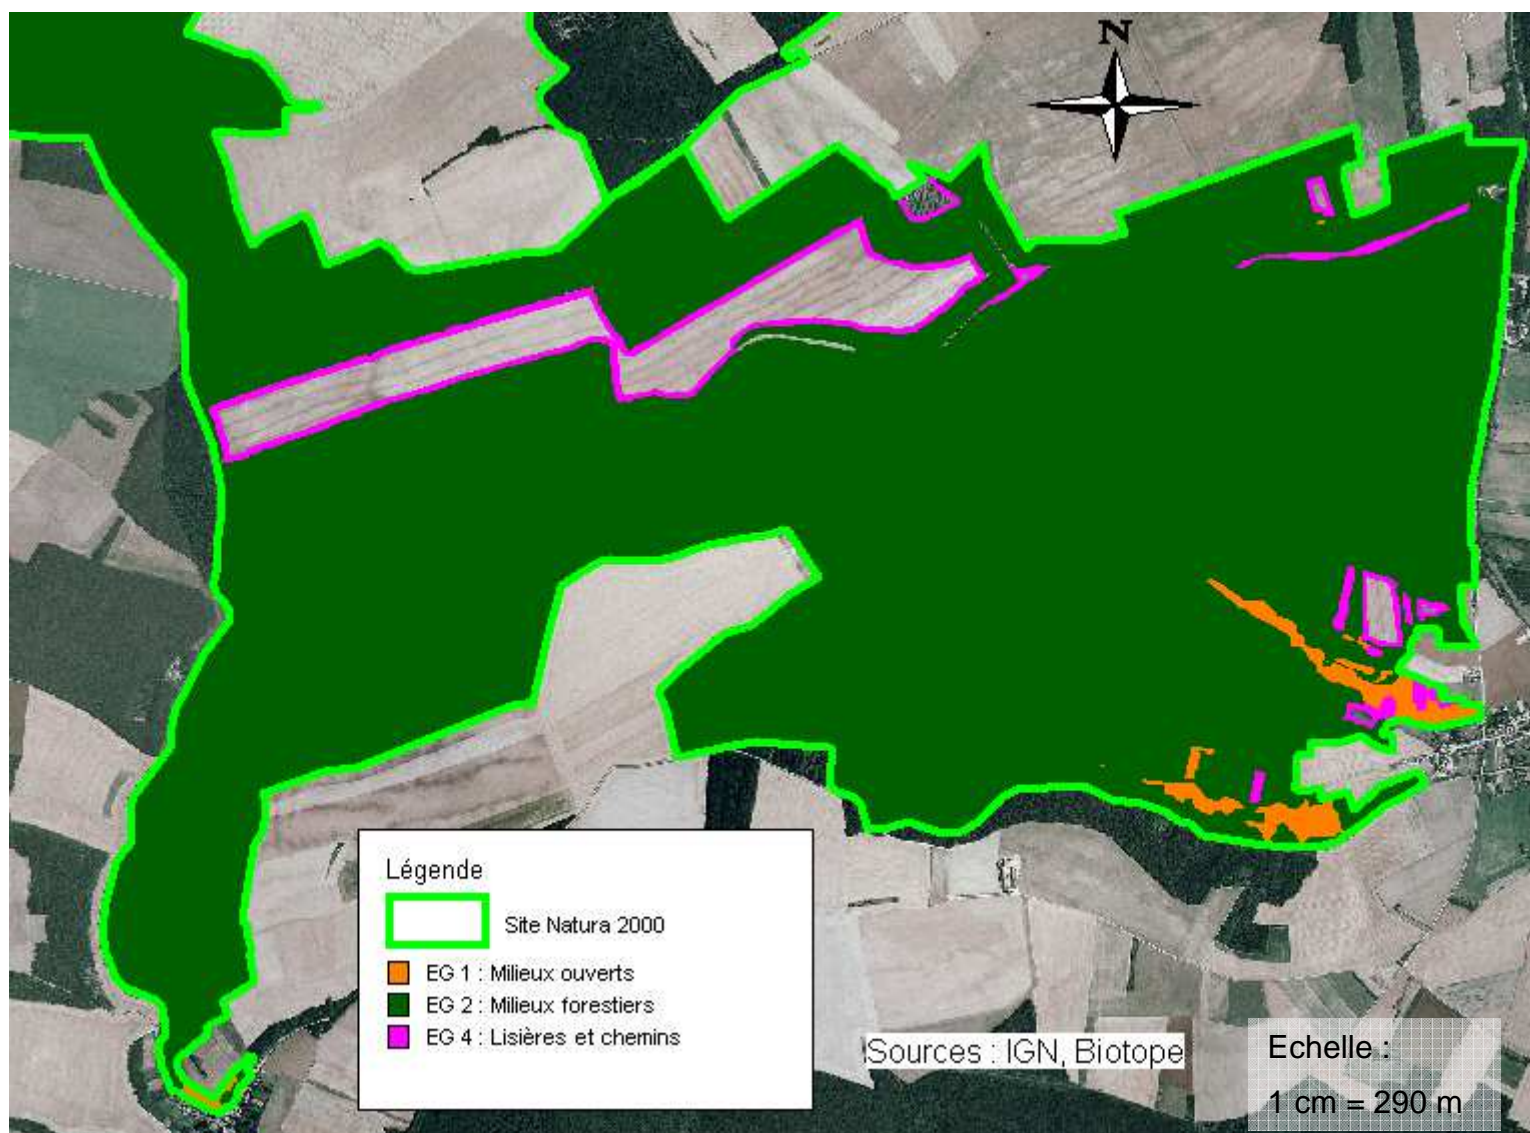 N
Légende
Site Natura 2000
EG 1 : Milieux ouverts
EG 2 : Milieux forestiers
EG 4 : Lisières et chemins
Sources : IGN, Biotope
Echelle :
1 cm = 290 m